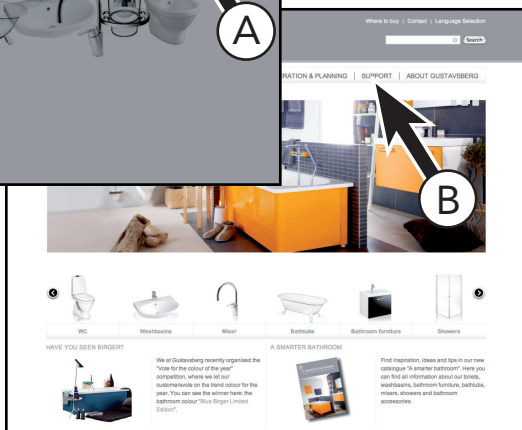 A
Where to buy | Contact | Language Selection
Search
RATION & PLANNING | SUPPORT | ABOUT GUSTAVSBERG
B
WC Washbasins Mixer Bathtubs Bathroom furniture Showers
HAVE YOU SEEN BIRGER?
We at Gustavsberg recently organised the
"Vote for the colour of the year"
competition, where we let our
customersvote on the trend colour for the
year. You can see the winner here: the
bathroom colour "Blue Birger Limited
Edition".
A SMARTER BATHROOM
Find inspiration, ideas and tips in our new
catalogue "A smarter bathroom". Here you
can find all information about our toilets,
washbasins, bathroom furniture, bathtubs,
mixers, showers and bathroom
accessories.